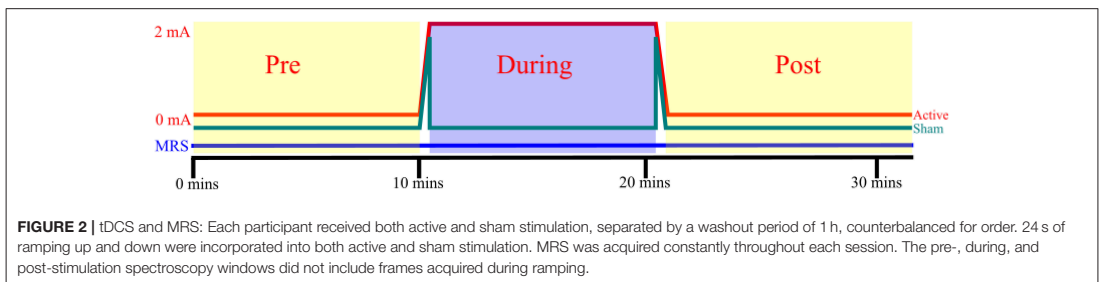 2 mA
Pre
During
Post
0 mA
Active
Sham
MRS
0 mins
10 mins
20 mins
30 mins
FIGURE 2 | tDCS and MRS: Each participant received both active and sham stimulation, separated by a washout period of 1 h, counterbalanced for order. 24 s of
ramping up and down were incorporated into both active and sham stimulation. MRS was acquired constantly throughout each session. The pre-, during, and
post-stimulation spectroscopy windows did not include frames acquired during ramping.